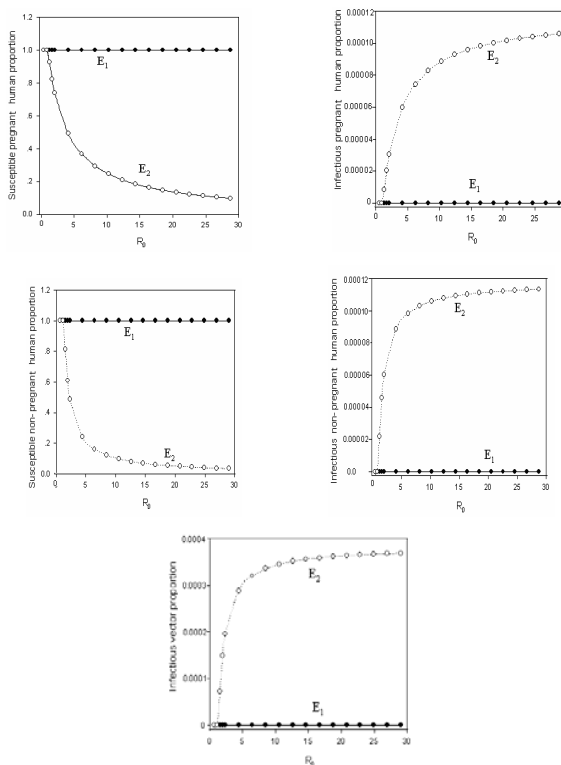 Susceptible pregnant human proportion
1.2
1.0
.8
.6
.4
.2
0.0
E1
E2
0 5 10 15 20 25 30
R0
Infectious pregnant human proportion
0.00012
0.00010
0.00008
0.00006
0.00004
0.00002
0
E2
E1
0 5 10 15 20 25
R0
Susceptible non-pregnant human proportion
1.2
1.0
.8
.6
.4
.2
0.0
E1
E2
0 5 10 15 20 25 30
R0
Infectious non-pregnant human proportion
0.00012
0.00010
0.00008
0.00006
0.00004
0.00002
0.0
E2
E1
0 5 10 15 20 25 30
R0
Infectious vector proportion
0.0004
0.0003
0.0002
0.0001
0
E2
E1
0 5 10 15 20 25 30